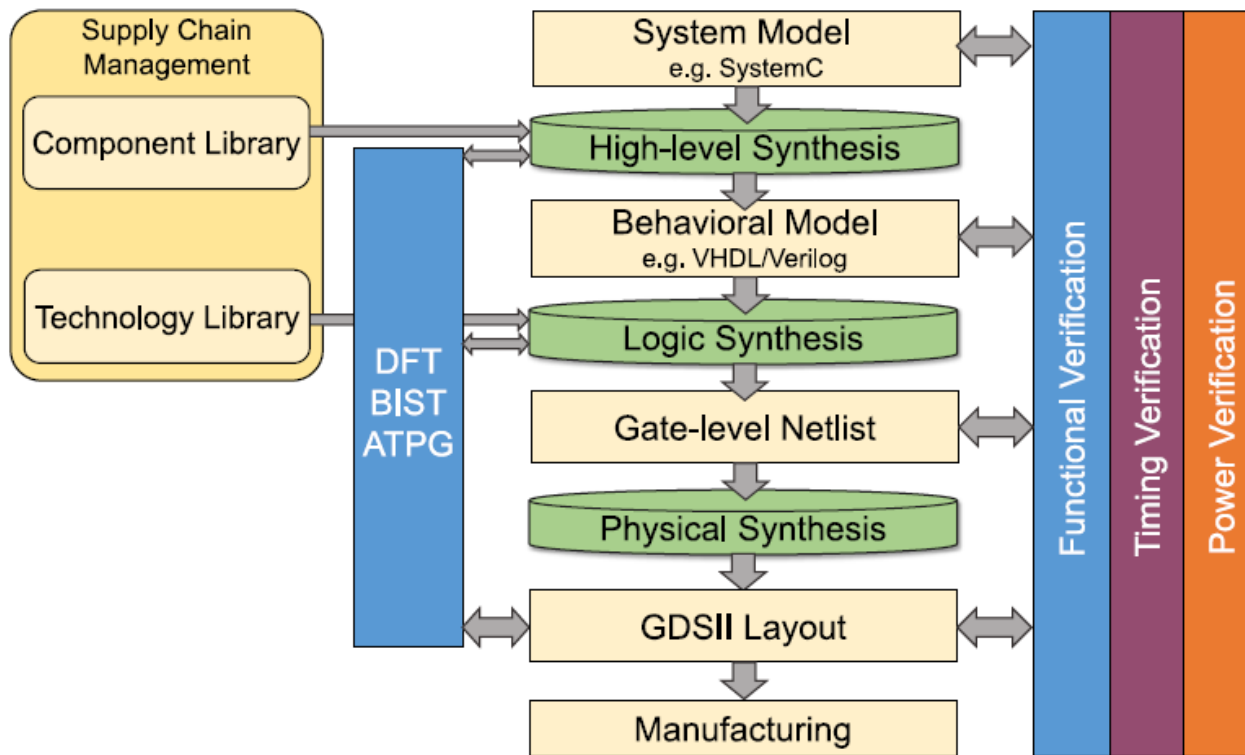 Supply Chain
Management
Component Library
Technology Library
DFT
BIST
ATPG
System Model
e.g. SystemC
High-level Synthesis
Behavioral Model
e.g. VHDL/Verilog
Logic Synthesis
Gate-level Netlist
Physical Synthesis
GDSII Layout
Manufacturing
Functional Verification
Timing Verification
Power Verification